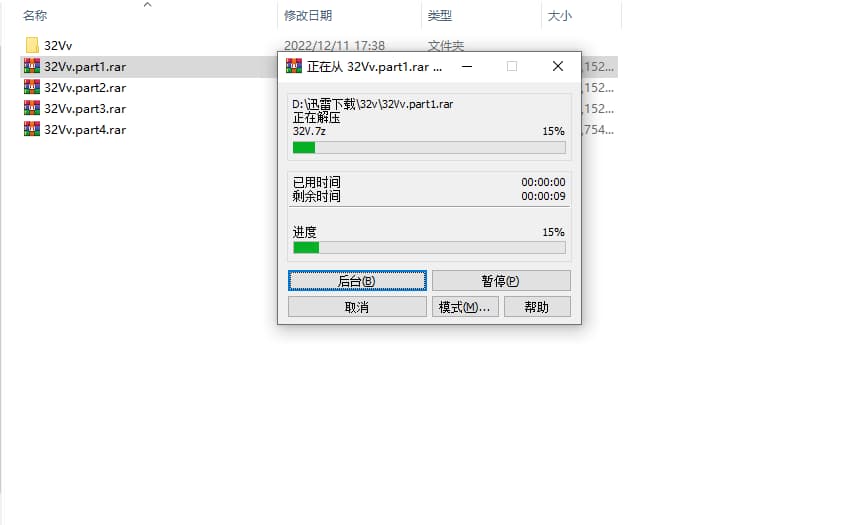 名称 修改日期 类型 大小
32Vv 2022/12/11 17:38 文件夹
32Vv.part1.rar ,152...
32Vv.part2.rar ,152...
32Vv.part3.rar ,152...
32Vv.part4.rar ,754...
正在从 32Vv.part1.rar ...
D:\迅雷下载\32v\32Vv.part1.rar
正在解压
32V.7z 15%
已用时间 00:00:00
剩余时间 00:00:09
进度 15%
后台(B) 暂停(P)
取消 模式(M)... 帮助